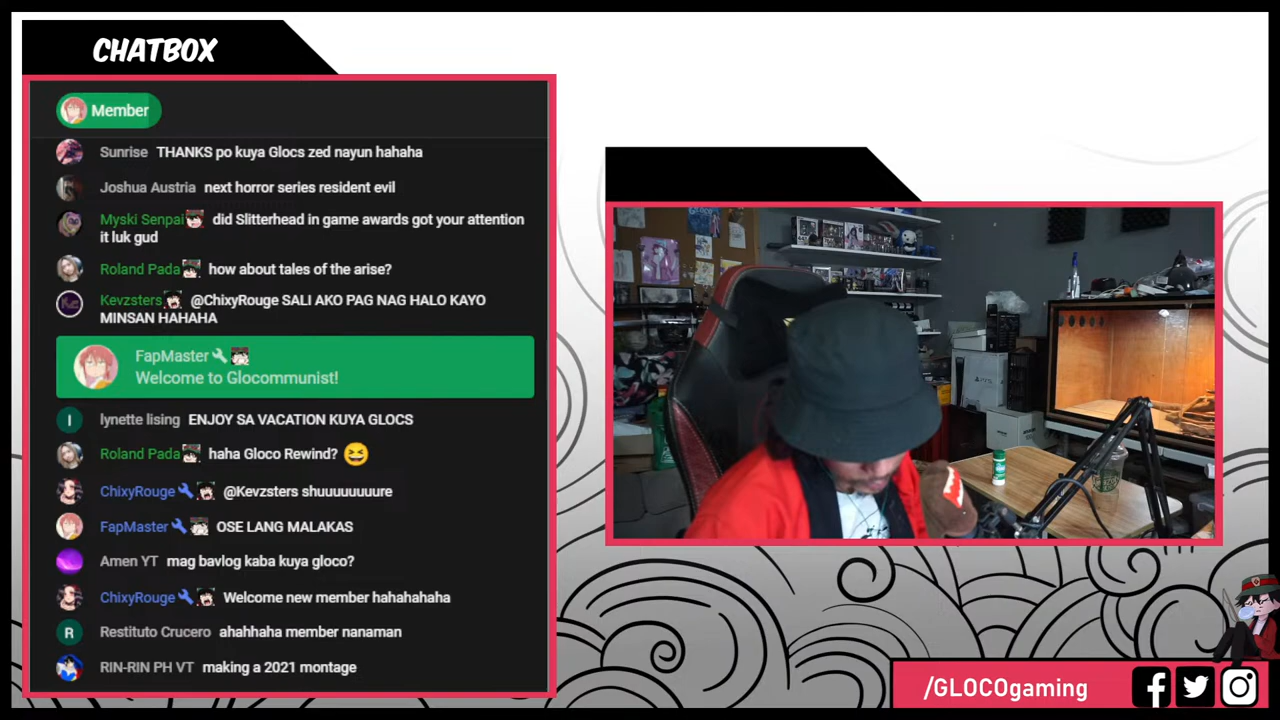 CHATBOX
Member
Sunrise THANKS po kuya Glocs zed nayun hahaha
Joshua Austria next horror series resident evil
Myski Senpai did Slitterhead in game awards got your attention
it luk gud
Roland Pada how about tales of the arise?
Kevzsters @ChixyRouge SALI AKO PAG NAG HALO KAYO
MINSAN HAHAHA
FapMaster
Welcome to Glocommunist!
lynette lising ENJOY SA VACATION KUYA GLOCS
Roland Pada haha Gloco Rewind?
ChixyRouge @Kevzsters shuuuuuuure
FapMaster OSE LANG MALAKAS
Amen YT mag bavlog kaba kuya gloco?
ChixyRouge Welcome new member hahahahaha
R
Restituto Crucero ahahhaha member nanaman
RIN-RIN PH VT making a 2021 montage
/GLOCOgaming